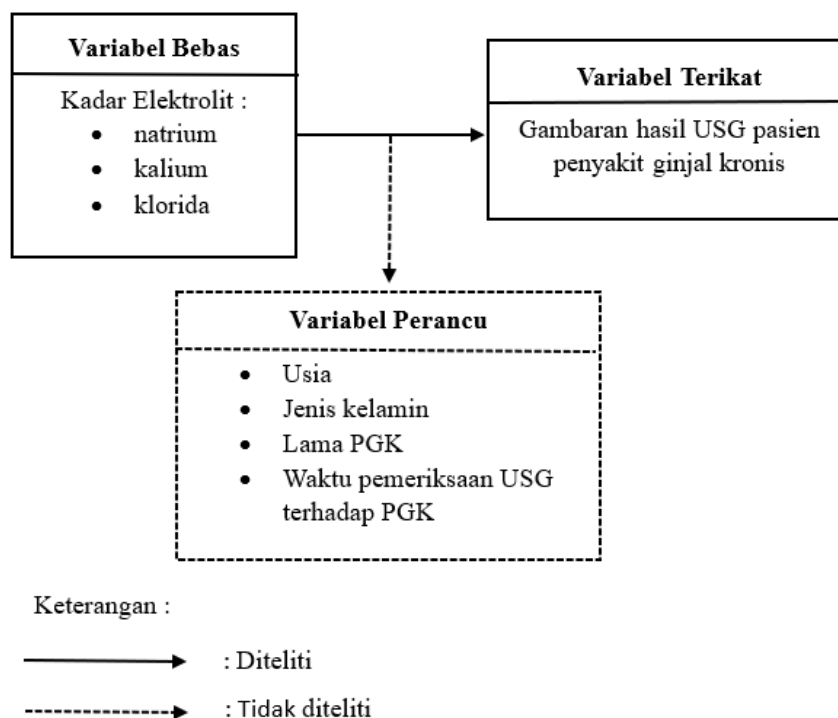 Variabel Bebas
Kadar Elektrolit :
• natrium
• kalium
• klorida
Variabel Terikat
Gambaran hasil USG pasien
penyakit ginjal kronis
Variabel Perancu
• Usia
• Jenis kelamin
• Lama PGK
• Waktu pemeriksaan USG
terhadap PGK
Keterangan :
: Diteliti
: Tidak diteliti